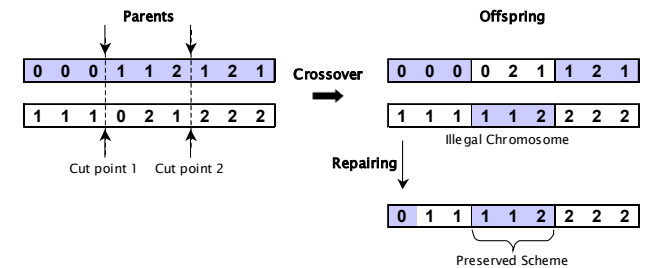 Parents
Offspring
0 0 0 1 1 2 1 2 1
Crossover
0 0 0 0 2 1 1 2 1
1 1 1 0 2 1 2 2 2
1 1 1 1 1 2 2 2 2
Illegal Chromosome
Cut point 1 Cut point 2
Repairing
0 1 1 1 1 2 2 2 2
Preserved Scheme